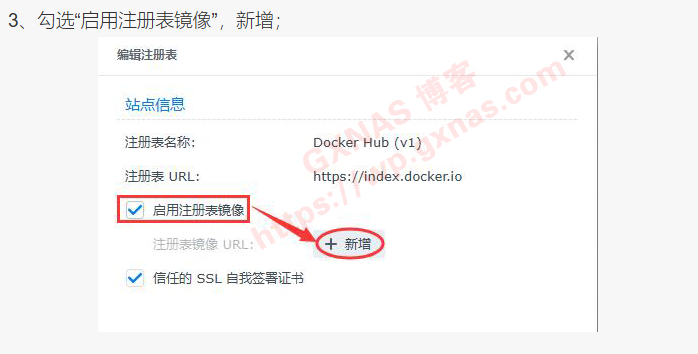 3、勾选“启用注册表镜像”，新增；
编辑注册表
站点信息
注册表名称：
Docker Hub (v1)
注册表 URL：
https://index.docker.io
启用注册表镜像
注册表镜像 URL：
+ 新增
信任的 SSL 自我签署证书
GXNAS 博客
https://wp.gxnas.com